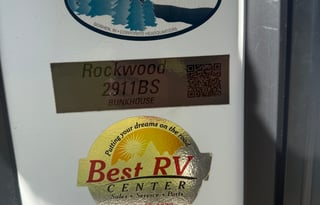 Rockwood
2911BS
BUNKHOUSE
Putting your dreams on the road
Best RV
CENTER
Sales • Service • Parts